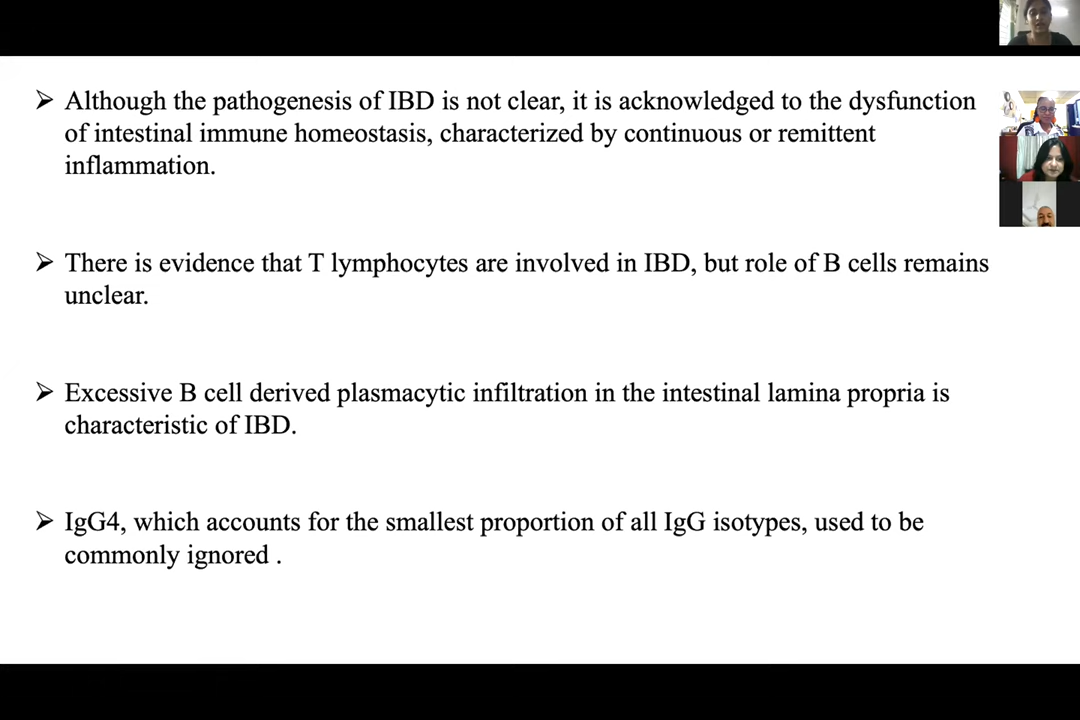 ➢ Although the pathogenesis of IBD is not clear, it is acknowledged to the dysfunction
of intestinal immune homeostasis, characterized by continuous or remittent
inflammation.
➢ There is evidence that T lymphocytes are involved in IBD, but role of B cells remains
unclear.
➢ Excessive B cell derived plasmacytic infiltration in the intestinal lamina propria is
characteristic of IBD.
➢ IgG4, which accounts for the smallest proportion of all IgG isotypes, used to be
commonly ignored .